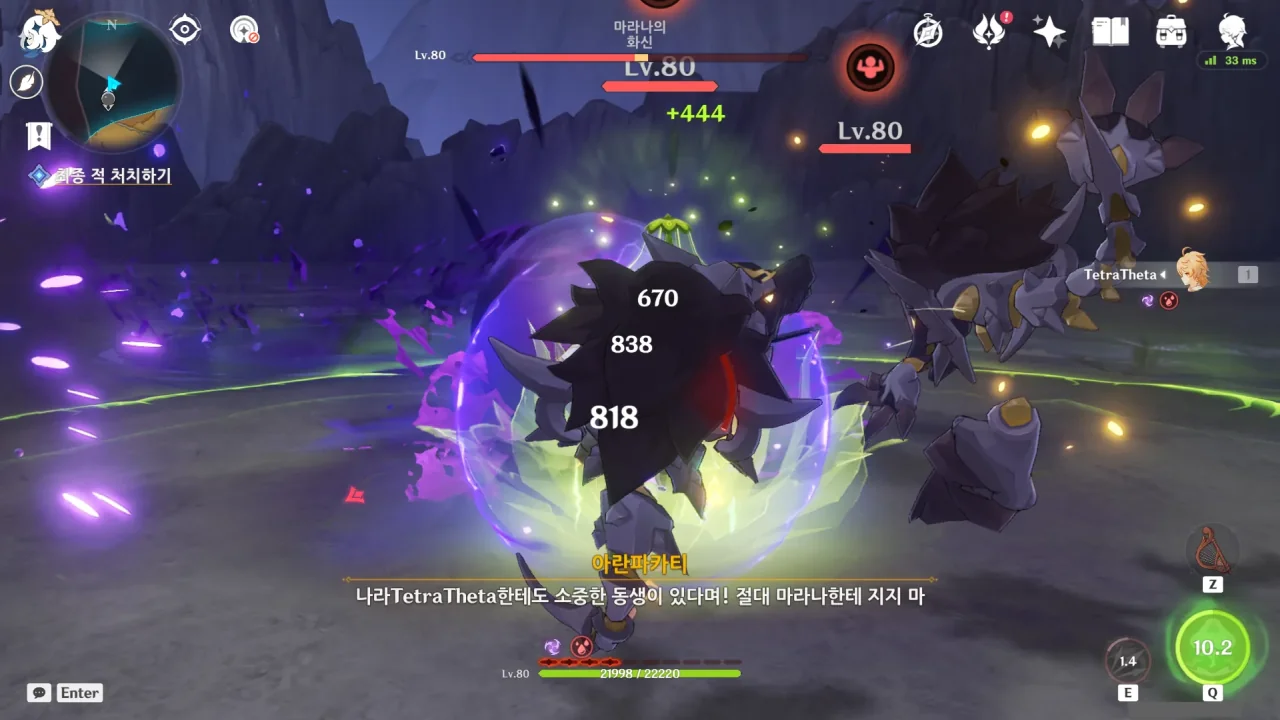 N
마라나의
화신
Lv.80
Lv.80
+444
Lv.80
33 ms
최종 적 처치하기
TetraTheta
1
670
838
818
아란파카티
나라TetraTheta한테도 소중한 동생이 있다며! 절대 마라나한테 지지 마
Z
10.2
1.4
E
Q
Lv.80
21998 / 22220
Enter